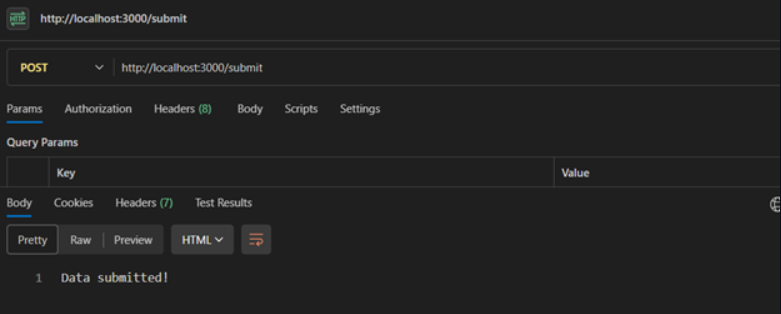 HTTP http://localhost:3000/submit
POST http://localhost:3000/submit
Params Authorization Headers (8) Body Scripts Settings
Query Params
Key Value
Body Cookies Headers (7) Test Results
Pretty Raw Preview HTML
1 Data submitted!